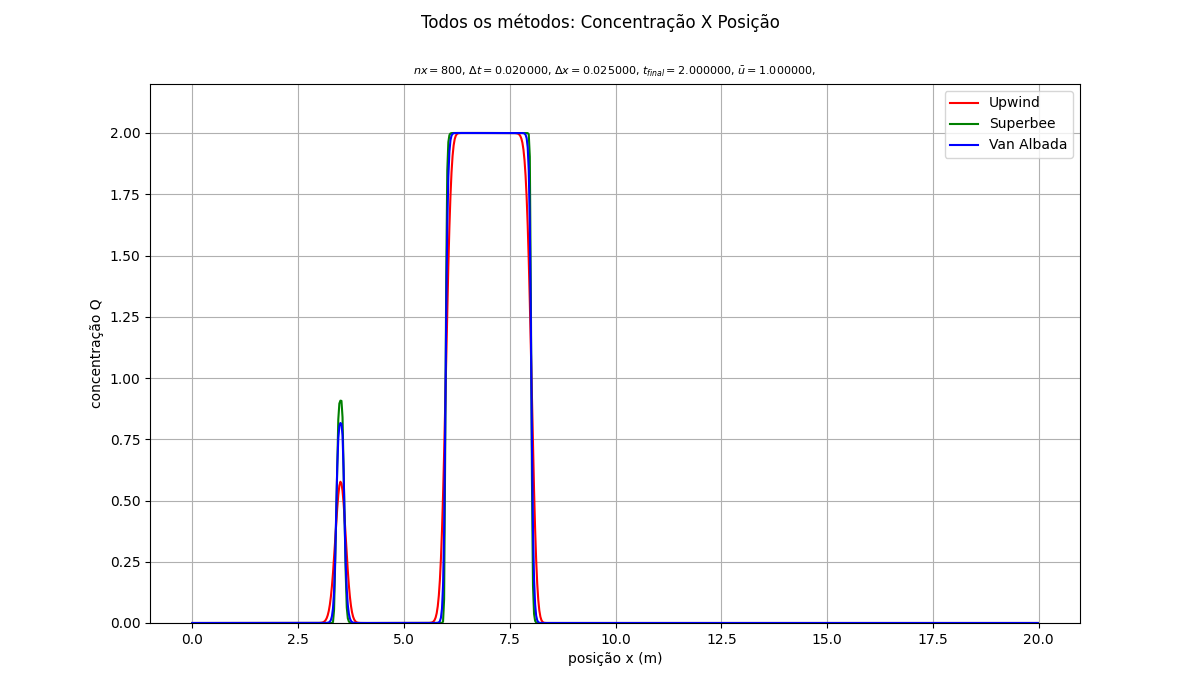 Todos os métodos: Concentração X Posição
nx = 800, Δt = 0.020000, Δx = 0.025000, t_final = 2.000000, ū = 1.000000,
Upwind
Superbee
Van Albada
concentração Q
2.00
1.75
1.50
1.25
1.00
0.75
0.50
0.25
0.00
0.0 2.5 5.0 7.5 10.0 12.5 15.0 17.5 20.0
posição x (m)